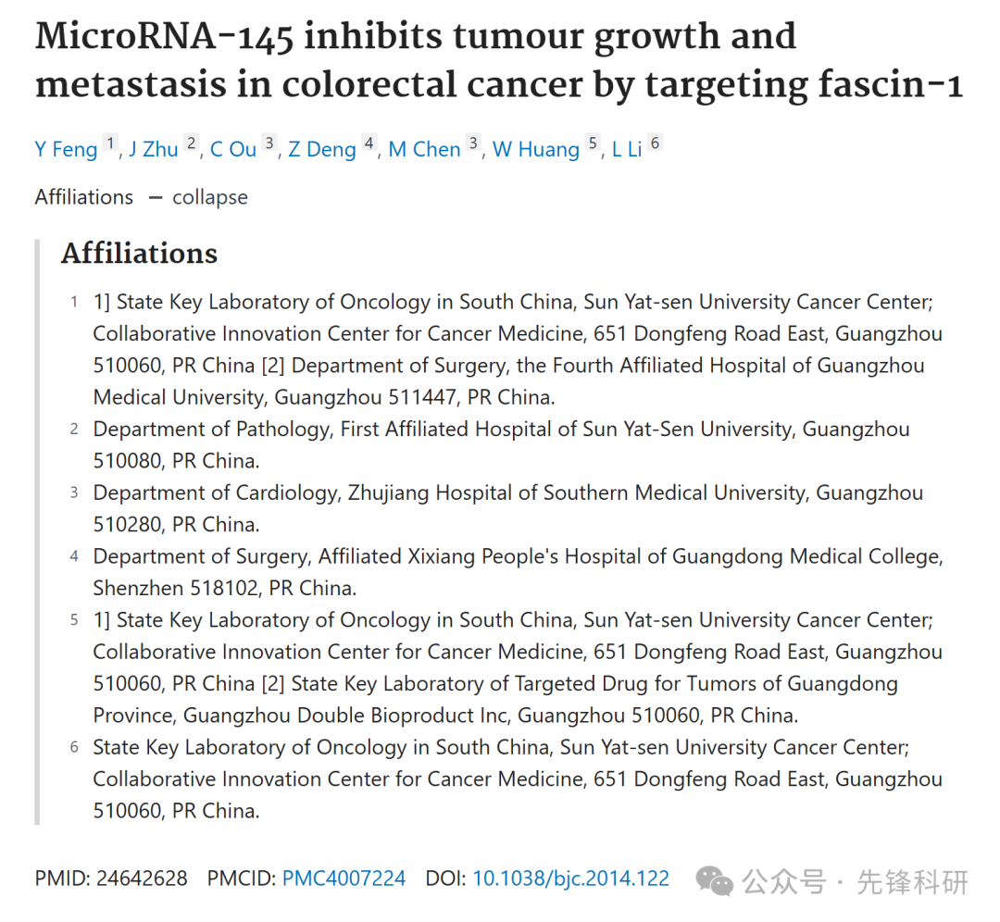 MicroRNA-145 inhibits tumour growth and
metastasis in colorectal cancer by targeting fascin-1
Y Feng 1, J Zhu 2, C Ou 3, Z Deng 4, M Chen 3, W Huang 5, L Li 6
Affiliations — collapse
Affiliations
1 1] State Key Laboratory of Oncology in South China, Sun Yat-sen University Cancer Center;
Collaborative Innovation Center for Cancer Medicine, 651 Dongfeng Road East, Guangzhou
510060, PR China [2] Department of Surgery, the Fourth Affiliated Hospital of Guangzhou
Medical University, Guangzhou 511447, PR China.
2 Department of Pathology, First Affiliated Hospital of Sun Yat-Sen University, Guangzhou
510080, PR China.
3 Department of Cardiology, Zhujiang Hospital of Southern Medical University, Guangzhou
510280, PR China.
4 Department of Surgery, Affiliated Xixiang People's Hospital of Guangdong Medical College,
Shenzhen 518102, PR China.
5 1] State Key Laboratory of Oncology in South China, Sun Yat-sen University Cancer Center;
Collaborative Innovation Center for Cancer Medicine, 651 Dongfeng Road East, Guangzhou
510060, PR China [2] State Key Laboratory of Targeted Drug for Tumors of Guangdong
Province, Guangzhou Double Bioproduct Inc, Guangzhou 510060, PR China.
6 State Key Laboratory of Oncology in South China, Sun Yat-sen University Cancer Center;
Collaborative Innovation Center for Cancer Medicine, 651 Dongfeng Road East, Guangzhou
510060, PR China.
PMID: 24642628 PMCID: PMC4007224 DOI: 10.1038/bjc.2014.122 公众号 · 先锋科研